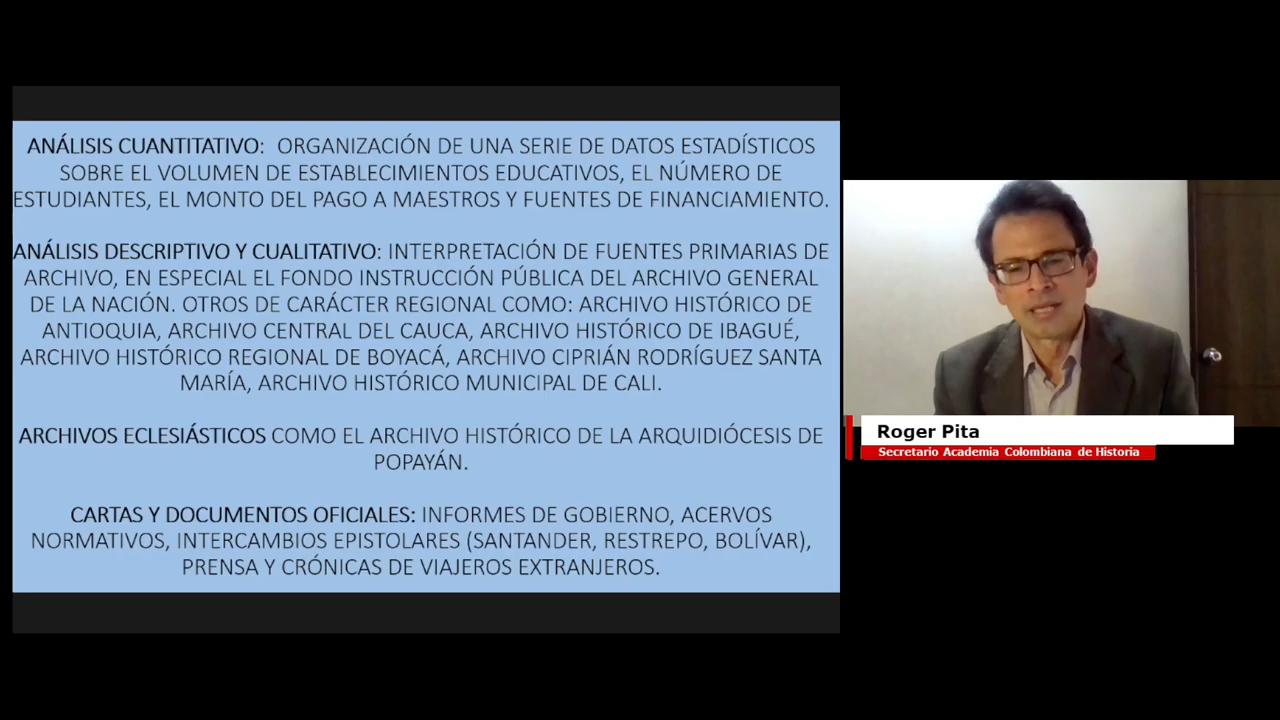 ANÁLISIS CUANTITATIVO: ORGANIZACIÓN DE UNA SERIE DE DATOS ESTADÍSTICOS
SOBRE EL VOLUMEN DE ESTABLECIMIENTOS EDUCATIVOS, EL NÚMERO DE
ESTUDIANTES, EL MONTO DEL PAGO A MAESTROS Y FUENTES DE FINANCIAMIENTO.
ANÁLISIS DESCRIPTIVO Y CUALITATIVO: INTERPRETACIÓN DE FUENTES PRIMARIAS DE
ARCHIVO, EN ESPECIAL EL FONDO INSTRUCCIÓN PÚBLICA DEL ARCHIVO GENERAL
DE LA NACIÓN. OTROS DE CARÁCTER REGIONAL COMO: ARCHIVO HISTÓRICO DE
ANTIOQUIA, ARCHIVO CENTRAL DEL CAUCA, ARCHIVO HISTÓRICO DE IBAGUÉ,
ARCHIVO HISTÓRICO REGIONAL DE BOYACÁ, ARCHIVO CIPRIÁN RODRÍGUEZ SANTA
MARÍA, ARCHIVO HISTÓRICO MUNICIPAL DE CALI.
ARCHIVOS ECLESIÁSTICOS COMO EL ARCHIVO HISTÓRICO DE LA ARQUIDIÓCESIS DE
POPAYÁN.
CARTAS Y DOCUMENTOS OFICIALES: INFORMES DE GOBIERNO, ACERVOS
NORMATIVOS, INTERCAMBIOS EPISTOLARES (SANTANDER, RESTREPO, BOLÍVAR),
PRENSA Y CRÓNICAS DE VIAJEROS EXTRANJEROS.
Roger Pita
Secretario Academia Colombiana de Historia